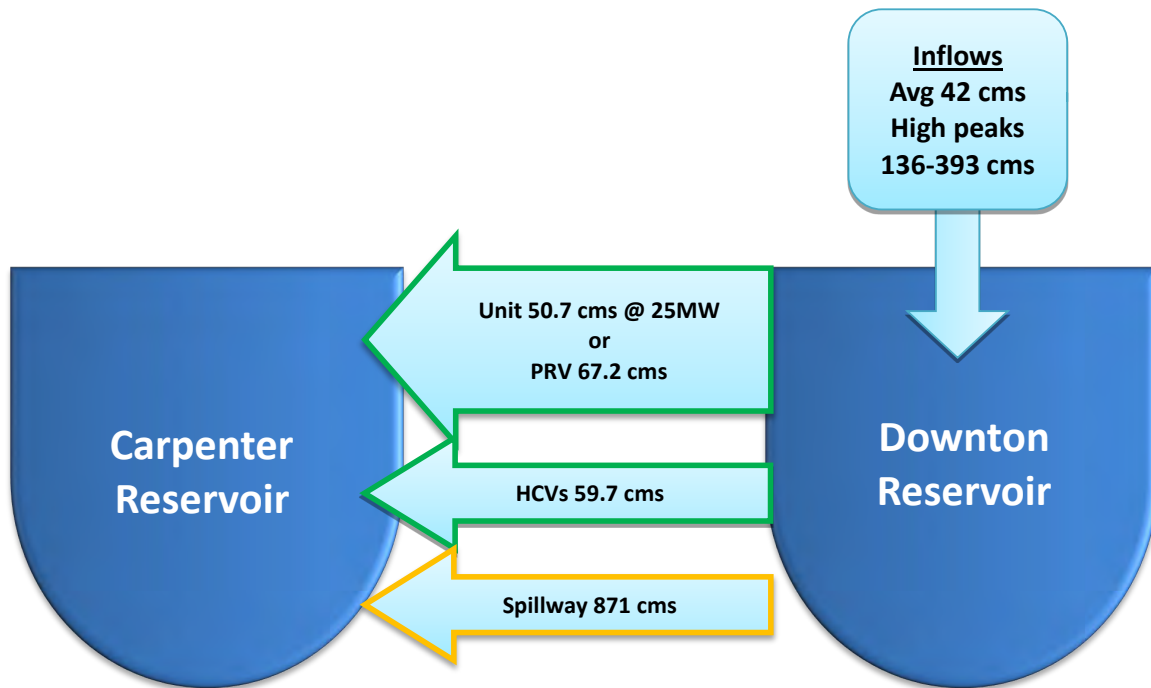 Inflows
Avg 42 cms
High peaks
136-393 cms
Unit 50.7 cms @ 25MW
or
PRV 67.2 cms
Carpenter
Reservoir
Downton
Reservoir
HCVs 59.7 cms
Spillway 871 cms